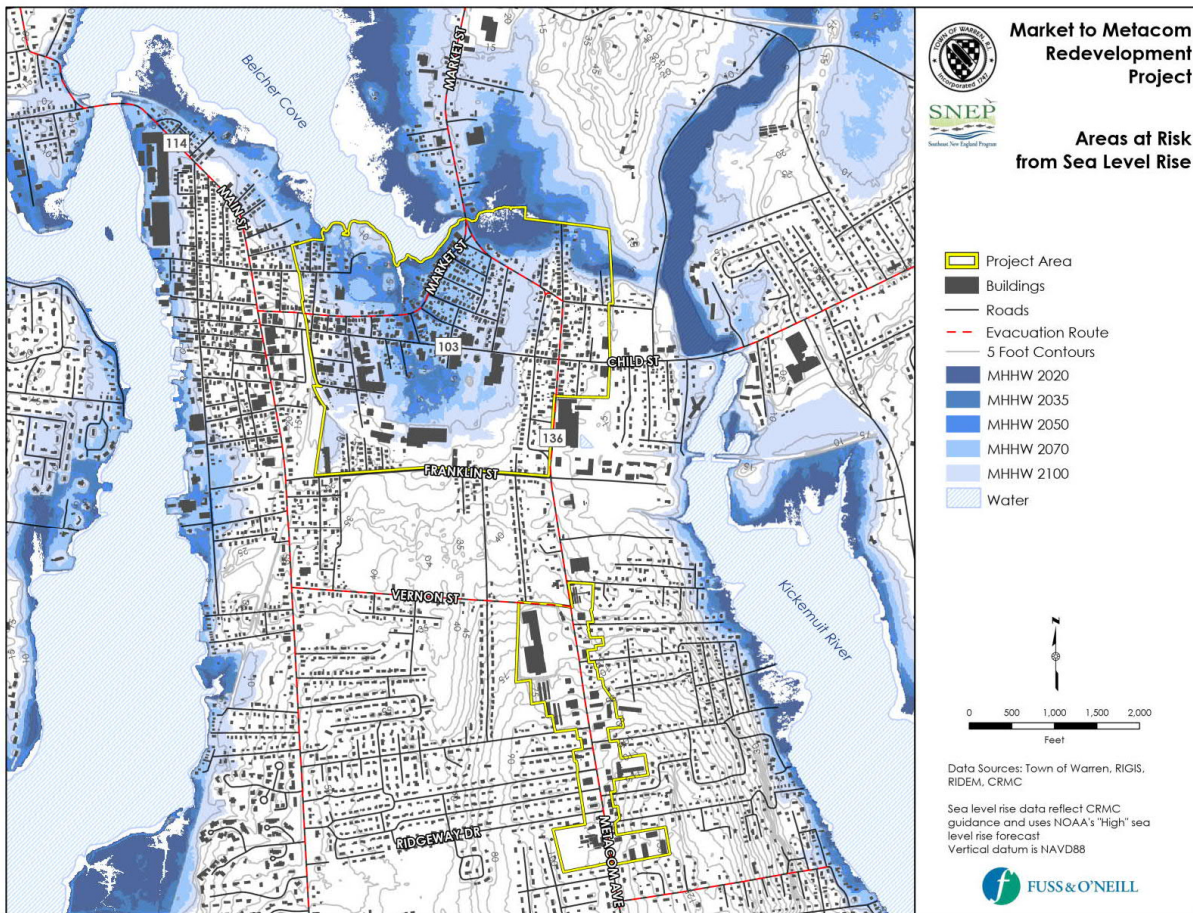 Market to Metacom
Redevelopment
Project
TOWN OF WARREN, R.I.
Incorporated 1747
SNEP
Southeast New England Program
Areas at Risk
from Sea Level Rise
Project Area
Buildings
Roads
Evacuation Route
5 Foot Contours
MHHW 2020
MHHW 2035
MHHW 2050
MHHW 2070
MHHW 2100
Water
N
0 500 1,000 1,500 2,000
Feet
Data Sources: Town of Warren, RIGIS,
RIDEM, CRMC
Sea level rise data reflect CRMC
guidance and uses NOAA's "High" sea
level rise forecast
Vertical datum is NAVD88
FUSS & O'NEILL
Belcher Cove
MARKET ST
114
MAIN ST
MARKET ST
103
CHILD ST
136
FRANKLIN ST
VERNON ST
Kickemuit River
RIDGEWAY DR
METACOM AVE